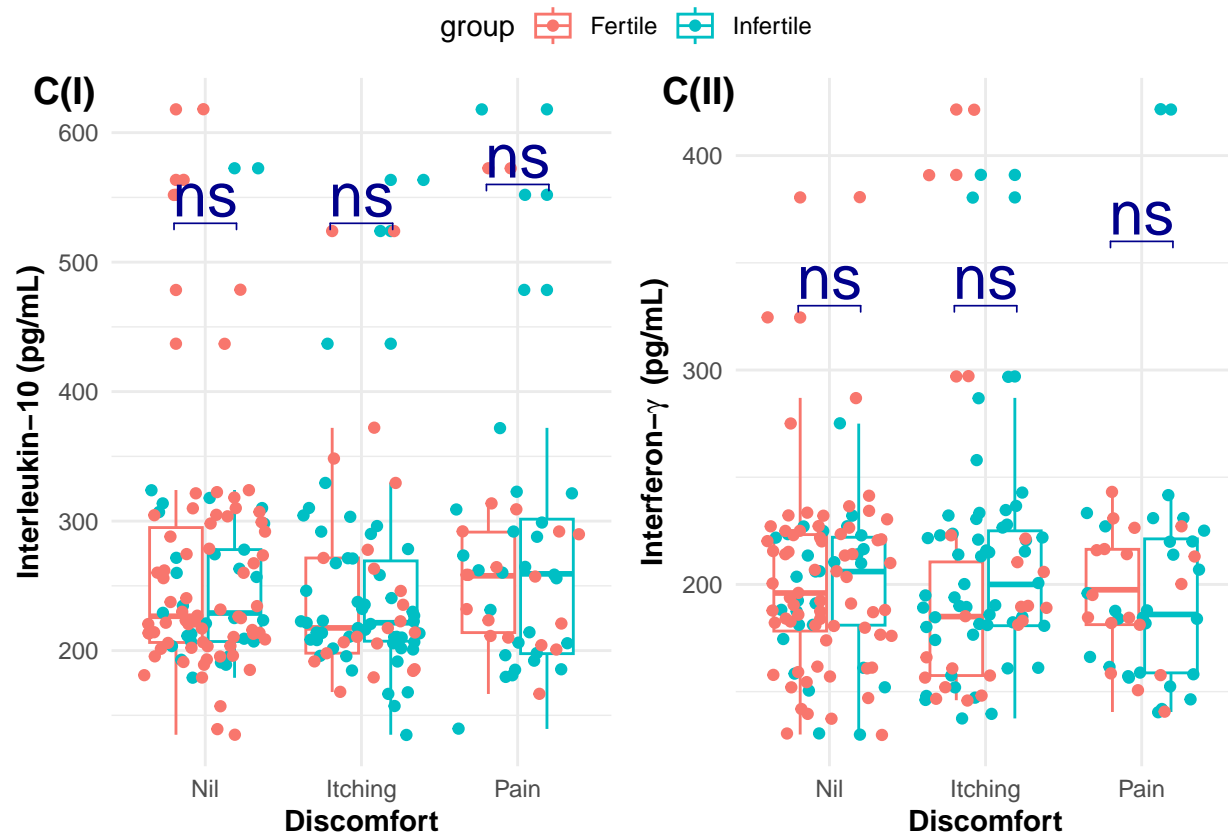 group Fertile Infertile
C(I)
600
500
400
300
200
Interleukin−10 (pg/mL)
ns
ns
ns
Nil Itching Pain
Discomfort
C(II)
400
300
200
Interferon−γ (pg/mL)
ns
ns
ns
Nil Itching Pain
Discomfort